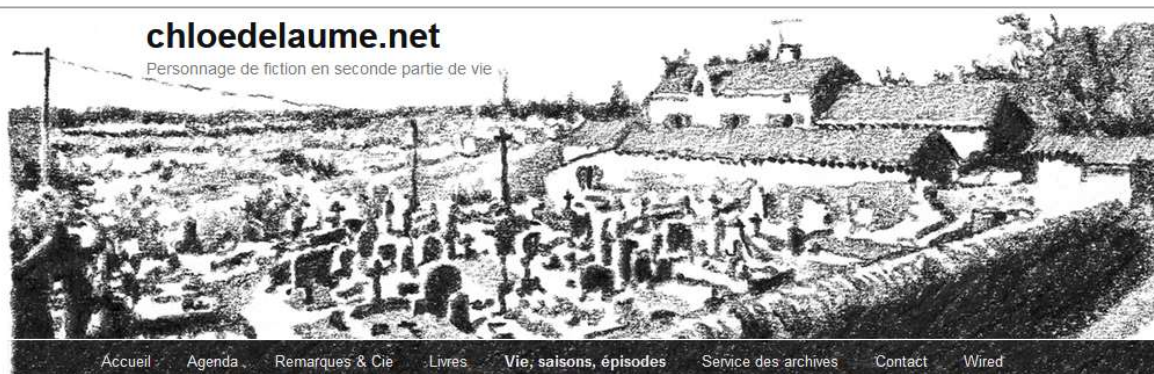 chloedelaume.net
Personnage de fiction en seconde partie de vie
Accueil Agenda Remarques & Cie Livres Vie, saisons, épisodes Service des archives Contact Wired